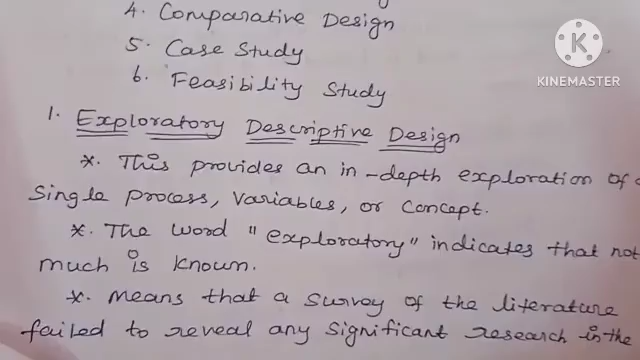 4. Comparative Design
5. Case Study
6. Feasibility Study
KINEMASTER
1. Exploratory Descriptive Design
*. This provides an in-depth exploration of a
single process, variables, or concept.
*. The word "exploratory" indicates that not
much is known.
*. Means that a survey of the literature
failed to reveal any significant research in the